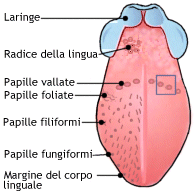 Laringe
Radice della lingua
Papille vallate
Papille foliate
Papille filiformi
Papille fungiformi
Margine del corpo
linguale